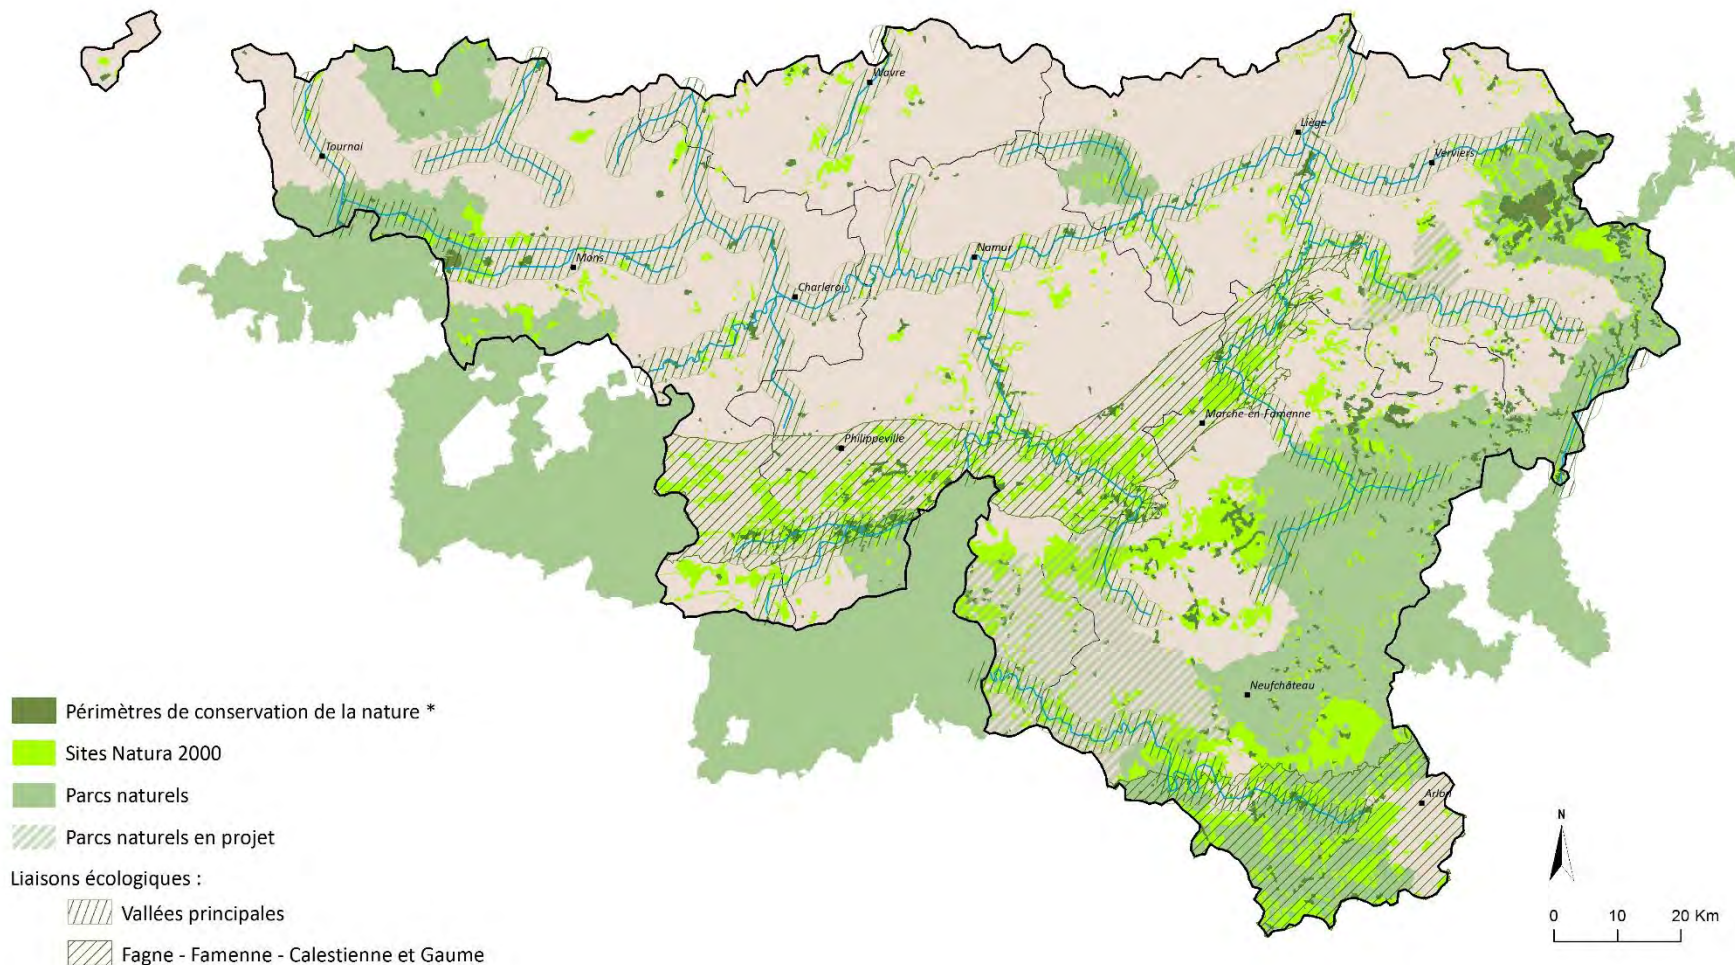 Wavre
Liège
Tournai
Verviers
Namur
Mons
Charleroi
Marche-en-Famenne
Philippeville
Neufchâteau
Arlon
Périmètres de conservation de la nature *
Sites Natura 2000
Parcs naturels
Parcs naturels en projet
Liaisons écologiques :
Vallées principales
Fagne - Famenne - Calestienne et Gaume
N
0 10 20 Km